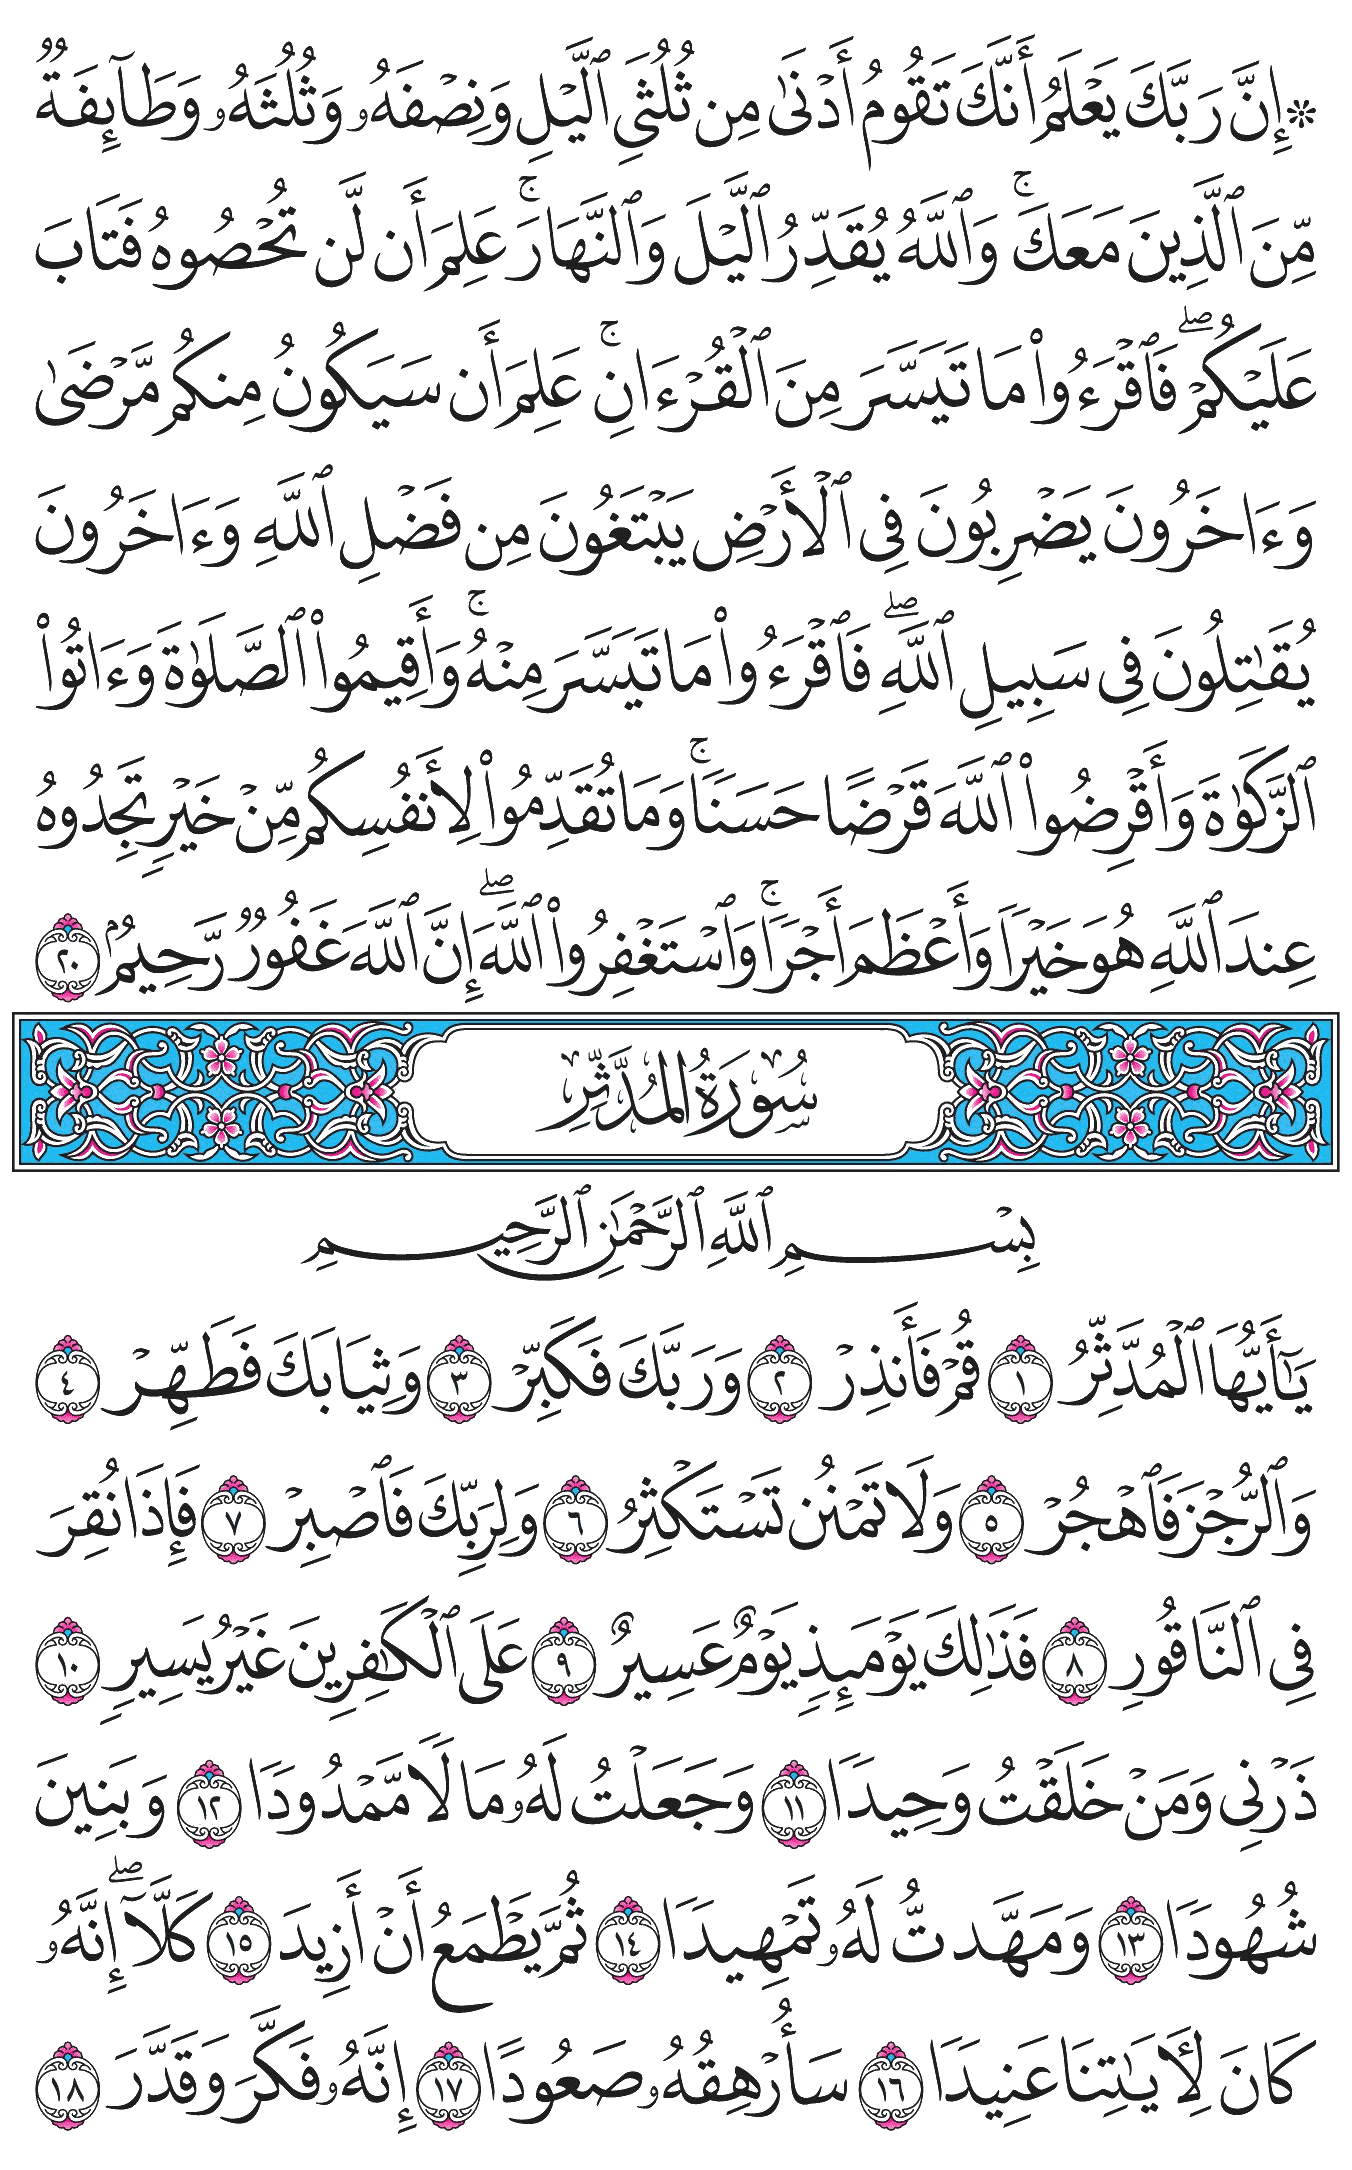 ۞ إِنَّ رَبَّكَ يَعْلَمُ أَنَّكَ تَقُومُ أَدْنَىٰ مِن ثُلُثَيِ ٱلَّيْلِ وَنِصْفَهُۥ وَثُلُثَهُۥ وَطَآئِفَةٌ
مِّنَ ٱلَّذِينَ مَعَكَۚ وَٱللَّهُ يُقَدِّرُ ٱلَّيْلَ وَٱلنَّهَارَۚ عَلِمَ أَن لَّن تُحْصُوهُ فَتَابَ
عَلَيْكُمْۖ فَٱقْرَءُوا۟ مَا تَيَسَّرَ مِنَ ٱلْقُرْءَانِۚ عَلِمَ أَن سَيَكُونُ مِنكُم مَّرْضَىٰ
وَءَاخَرُونَ يَضْرِبُونَ فِى ٱلْأَرْضِ يَبْتَغُونَ مِن فَضْلِ ٱللَّهِ وَءَاخَرُونَ
يُقَـٰتِلُونَ فِى سَبِيلِ ٱللَّهِۖ فَٱقْرَءُوا۟ مَا تَيَسَّرَ مِنْهُۚ وَأَقِيمُوا۟ ٱلصَّلَوٰةَ وَءَاتُوا۟
ٱلزَّكَوٰةَ وَأَقْرِضُوا۟ ٱللَّهَ قَرْضًا حَسَنًاۚ وَمَا تُقَدِّمُوا۟ لِأَنفُسِكُم مِّنْ خَيْرٍ تَجِدُوهُ
عِندَ ٱللَّهِ هُوَ خَيْرًا وَأَعْظَمَ أَجْرًاۚ وَٱسْتَغْفِرُوا۟ ٱللَّهَۖ إِنَّ ٱللَّهَ غَفُورٌ رَّحِيمٌۢ ٢٠
سُورَةُ المُدَّثِّرِ
بِسْمِ ٱللَّهِ ٱلرَّحْمَـٰنِ ٱلرَّحِيمِ
يَـٰٓأَيُّهَا ٱلْمُدَّثِّرُ ١ قُمْ فَأَنذِرْ ٢ وَرَبَّكَ فَكَبِّرْ ٣ وَثِيَابَكَ فَطَهِّرْ ٤
وَٱلرُّجْزَ فَٱهْجُرْ ٥ وَلَا تَمْنُن تَسْتَكْثِرُ ٦ وَلِرَبِّكَ فَٱصْبِرْ ٧ فَإِذَا نُقِرَ
فِى ٱلنَّاقُورِ ٨ فَذَٰلِكَ يَوْمَئِذٍ يَوْمٌ عَسِيرٌ ٩ عَلَى ٱلْكَـٰفِرِينَ غَيْرُ يَسِيرٍ ١٠
ذَرْنِى وَمَنْ خَلَقْتُ وَحِيدًا ١١ وَجَعَلْتُ لَهُۥ مَالًا مَّمْدُودًا ١٢ وَبَنِينَ
شُهُودًا ١٣ وَمَهَّدتُّ لَهُۥ تَمْهِيدًا ١٤ ثُمَّ يَطْمَعُ أَنْ أَزِيدَ ١٥ كَلَّآۖ إِنَّهُۥ
كَانَ لِـَٔايَـٰتِنَا عَنِيدًا ١٦ سَأُرْهِقُهُۥ صَعُودًا ١٧ إِنَّهُۥ فَكَّرَ وَقَدَّرَ ١٨